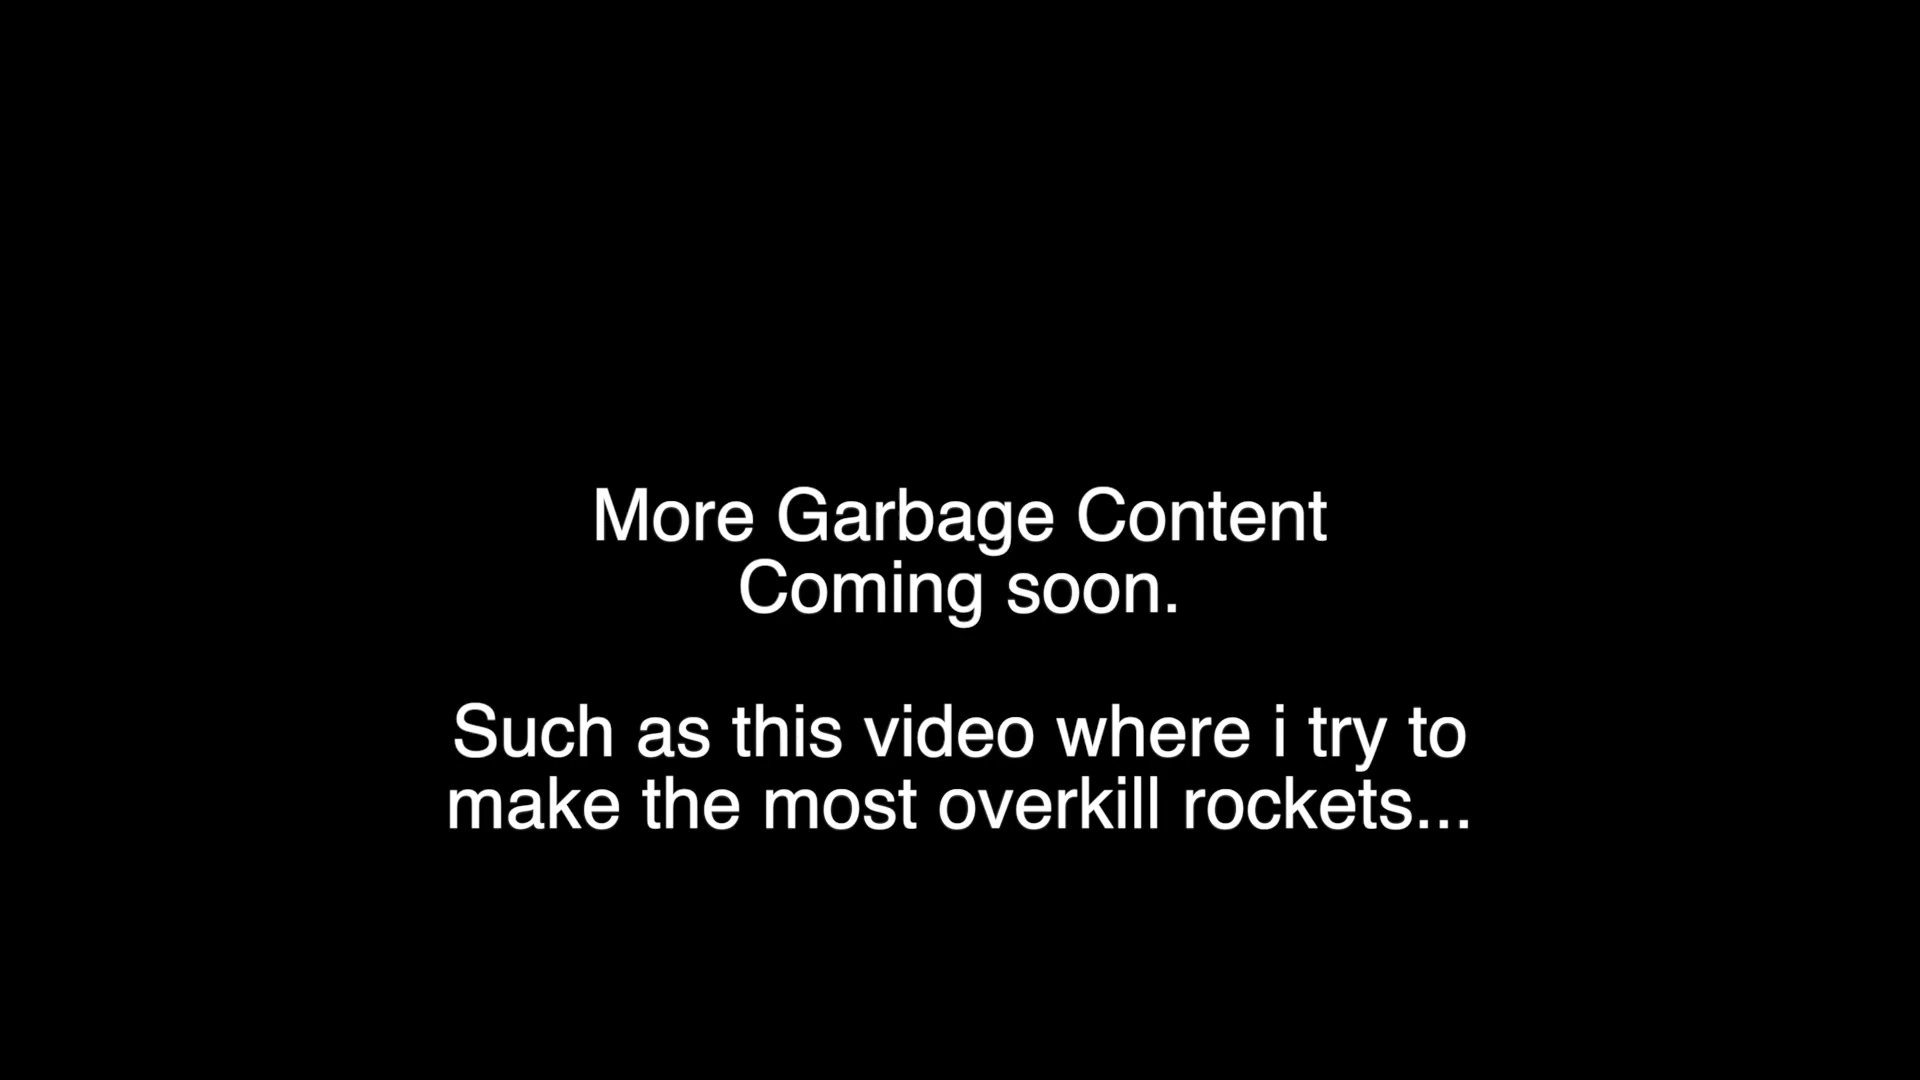 More Garbage Content
Coming soon.
Such as this video where i try to
make the most overkill rockets...